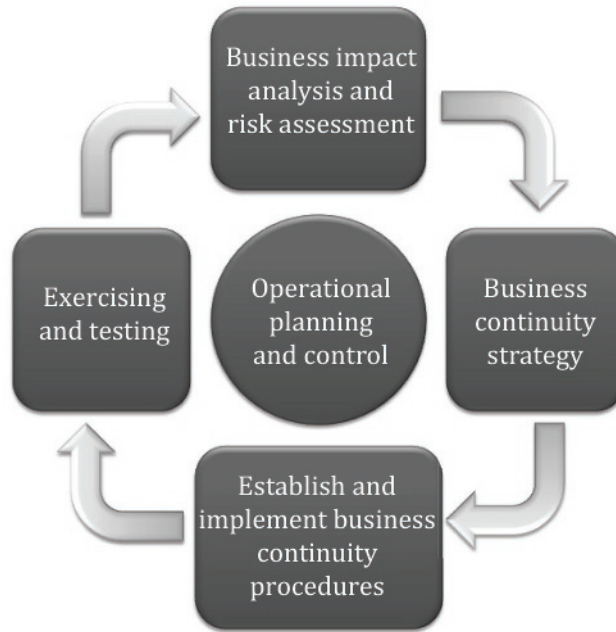 Business impact
analysis and
risk assessment
Exercising
and testing
Operational
planning
and control
Business
continuity
strategy
Establish and
implement business
continuity
procedures